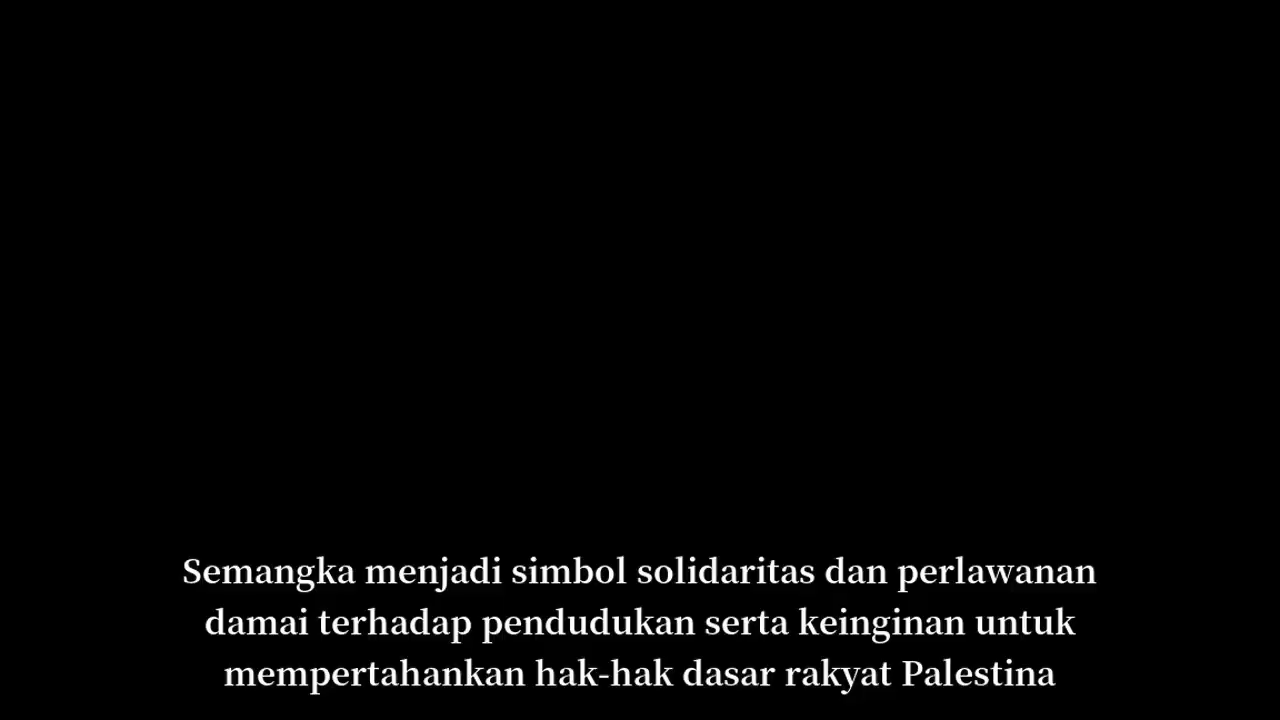 Semangka menjadi simbol solidaritas dan perlawanan
damai terhadap pendudukan serta keinginan untuk
mempertahankan hak-hak dasar rakyat Palestina